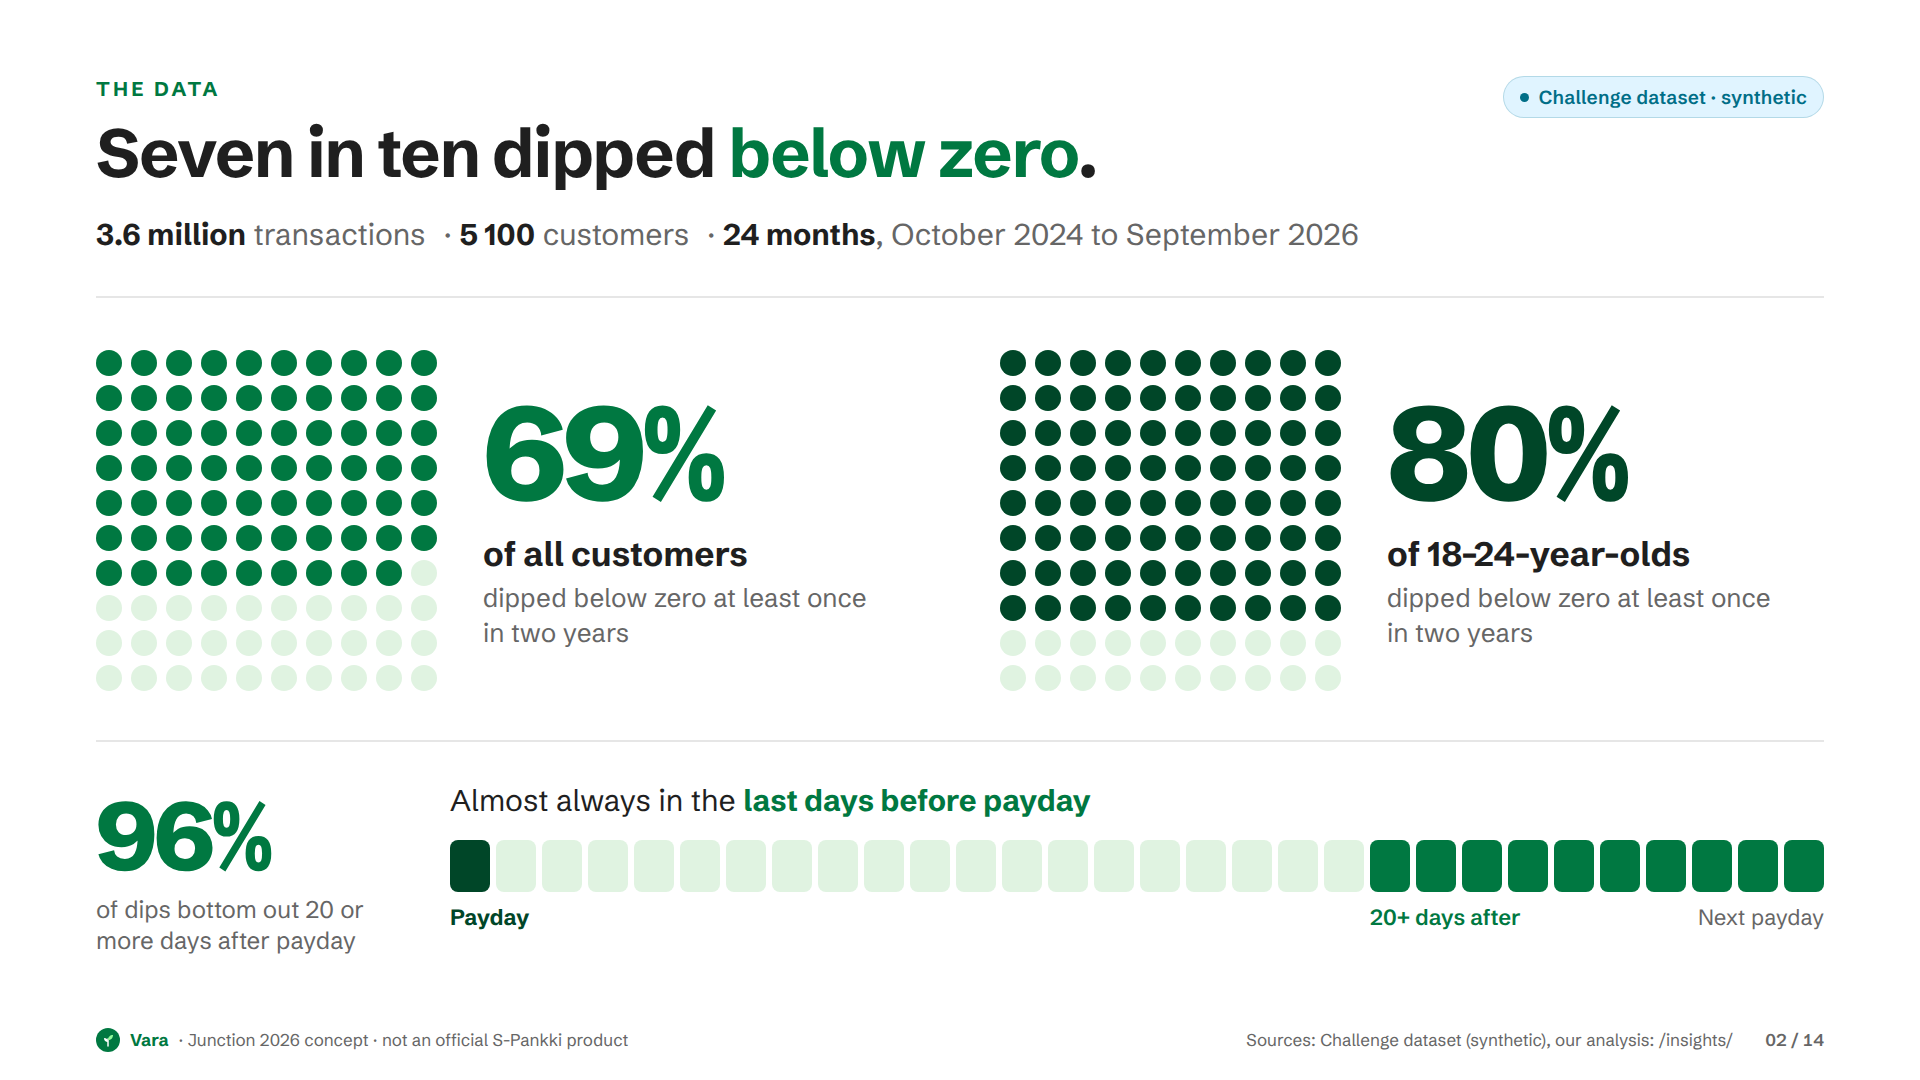 THE DATA
Challenge dataset · synthetic
Seven in ten dipped below zero.
3.6 million transactions · 5 100 customers · 24 months, October 2024 to September 2026
69%
of all customers
dipped below zero at least once
in two years
80%
of 18-24-year-olds
dipped below zero at least once
in two years
96%
of dips bottom out 20 or
more days after payday
Almost always in the last days before payday
Payday
20+ days after
Next payday
Vara · Junction 2026 concept · not an official S-Pankki product
Sources: Challenge dataset (synthetic), our analysis: /insights/
02 / 14